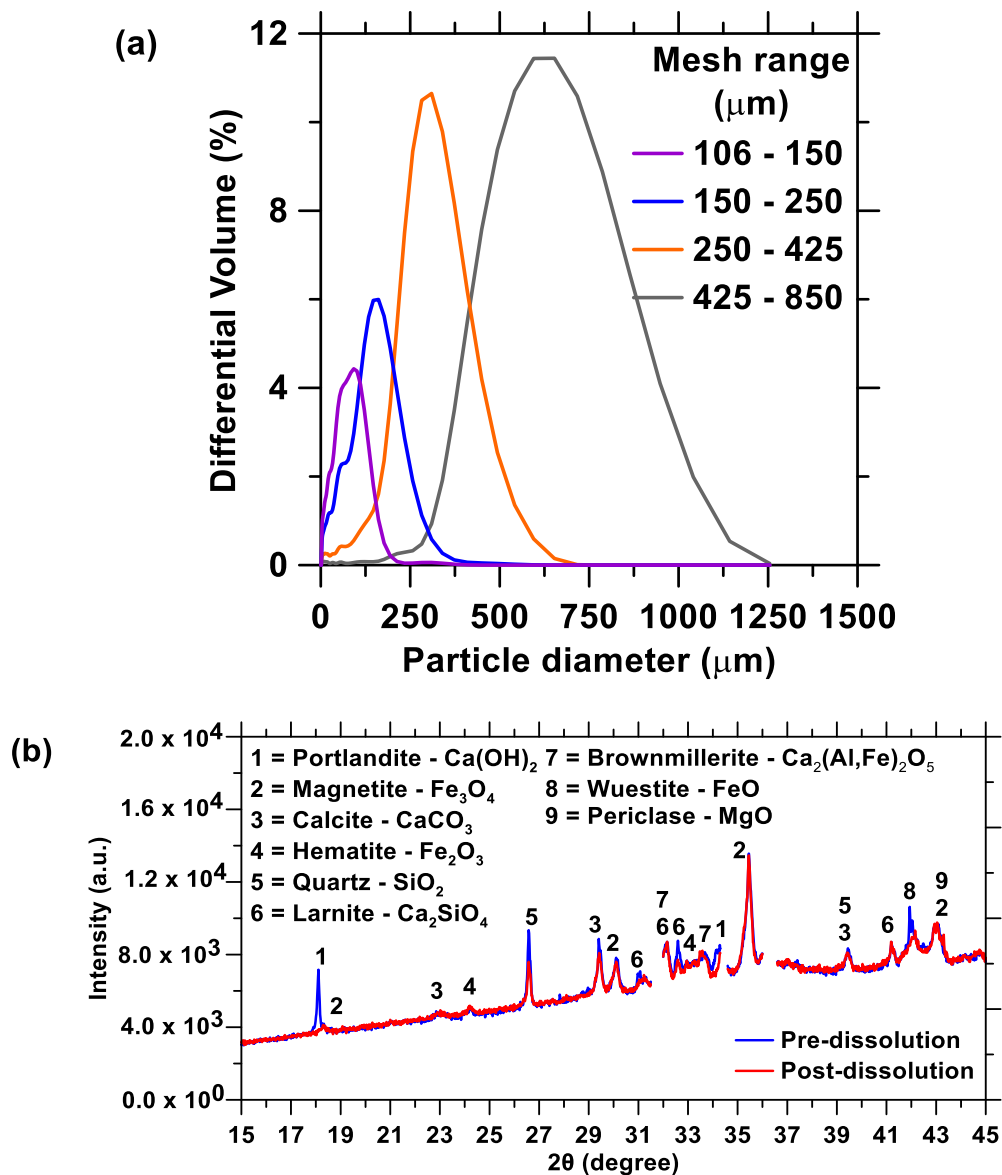 (a)
12
8
4
0
Differential Volume (%)
Mesh range
(μm)
106 - 150
150 - 250
250 - 425
425 - 850
0 250 500 750 1000 1250 1500
Particle diameter (μm)
(b)
2.0 x 10⁴
1.6 x 10⁴
1.2 x 10⁴
8.0 x 10³
4.0 x 10³
0.0 x 10⁰
Intensity (a.u.)
1 = Portlandite - Ca(OH)₂
2 = Magnetite - Fe₃O₄
3 = Calcite - CaCO₃
4 = Hematite - Fe₂O₃
5 = Quartz - SiO₂
6 = Larnite - Ca₂SiO₄
7 = Brownmillerite - Ca₂(Al,Fe)₂O₅
8 = Wuestite - FeO
9 = Periclase - MgO
1
2
3
4
5
3
2
6
7
6
6
4
7
1
2
5
3
6
8
9
2
Pre-dissolution
Post-dissolution
15 17 19 21 23 25 27 29 31 33 35 37 39 41 43 45
2θ (degree)